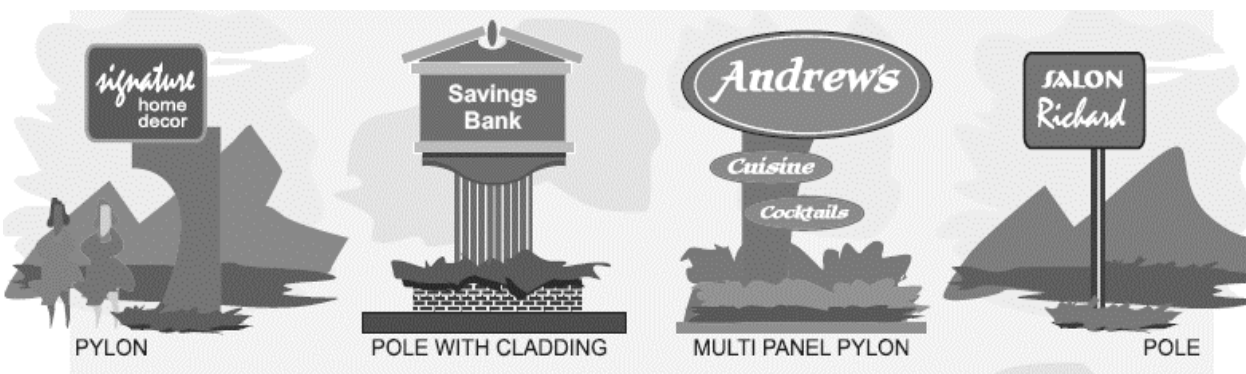 signature
home
decor
PYLON
Savings
Bank
POLE WITH CLADDING
Andrew's
Cuisine
Cocktails
MULTI PANEL PYLON
SALON
Richard
POLE